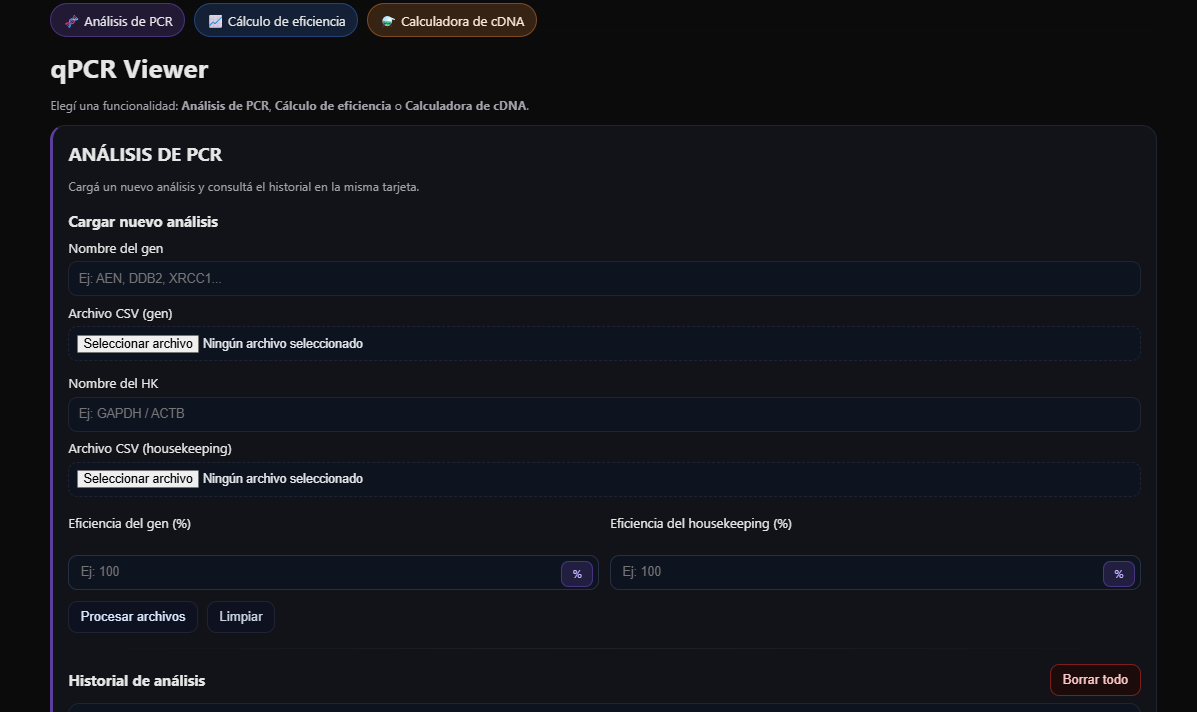 Análisis de PCR
Cálculo de eficiencia
Calculadora de cDNA
qPCR Viewer
Elegí una funcionalidad: Análisis de PCR, Cálculo de eficiencia o Calculadora de cDNA.
ANÁLISIS DE PCR
Cargá un nuevo análisis y consultá el historial en la misma tarjeta.
Cargar nuevo análisis
Nombre del gen
Ej: AEN, DDB2, XRCC1...
Archivo CSV (gen)
Seleccionar archivo Ningún archivo seleccionado
Nombre del HK
Ej: GAPDH / ACTB
Archivo CSV (housekeeping)
Seleccionar archivo Ningún archivo seleccionado
Eficiencia del gen (%)
Eficiencia del housekeeping (%)
Ej: 100 %
Ej: 100 %
Procesar archivos
Limpiar
Historial de análisis
Borrar todo